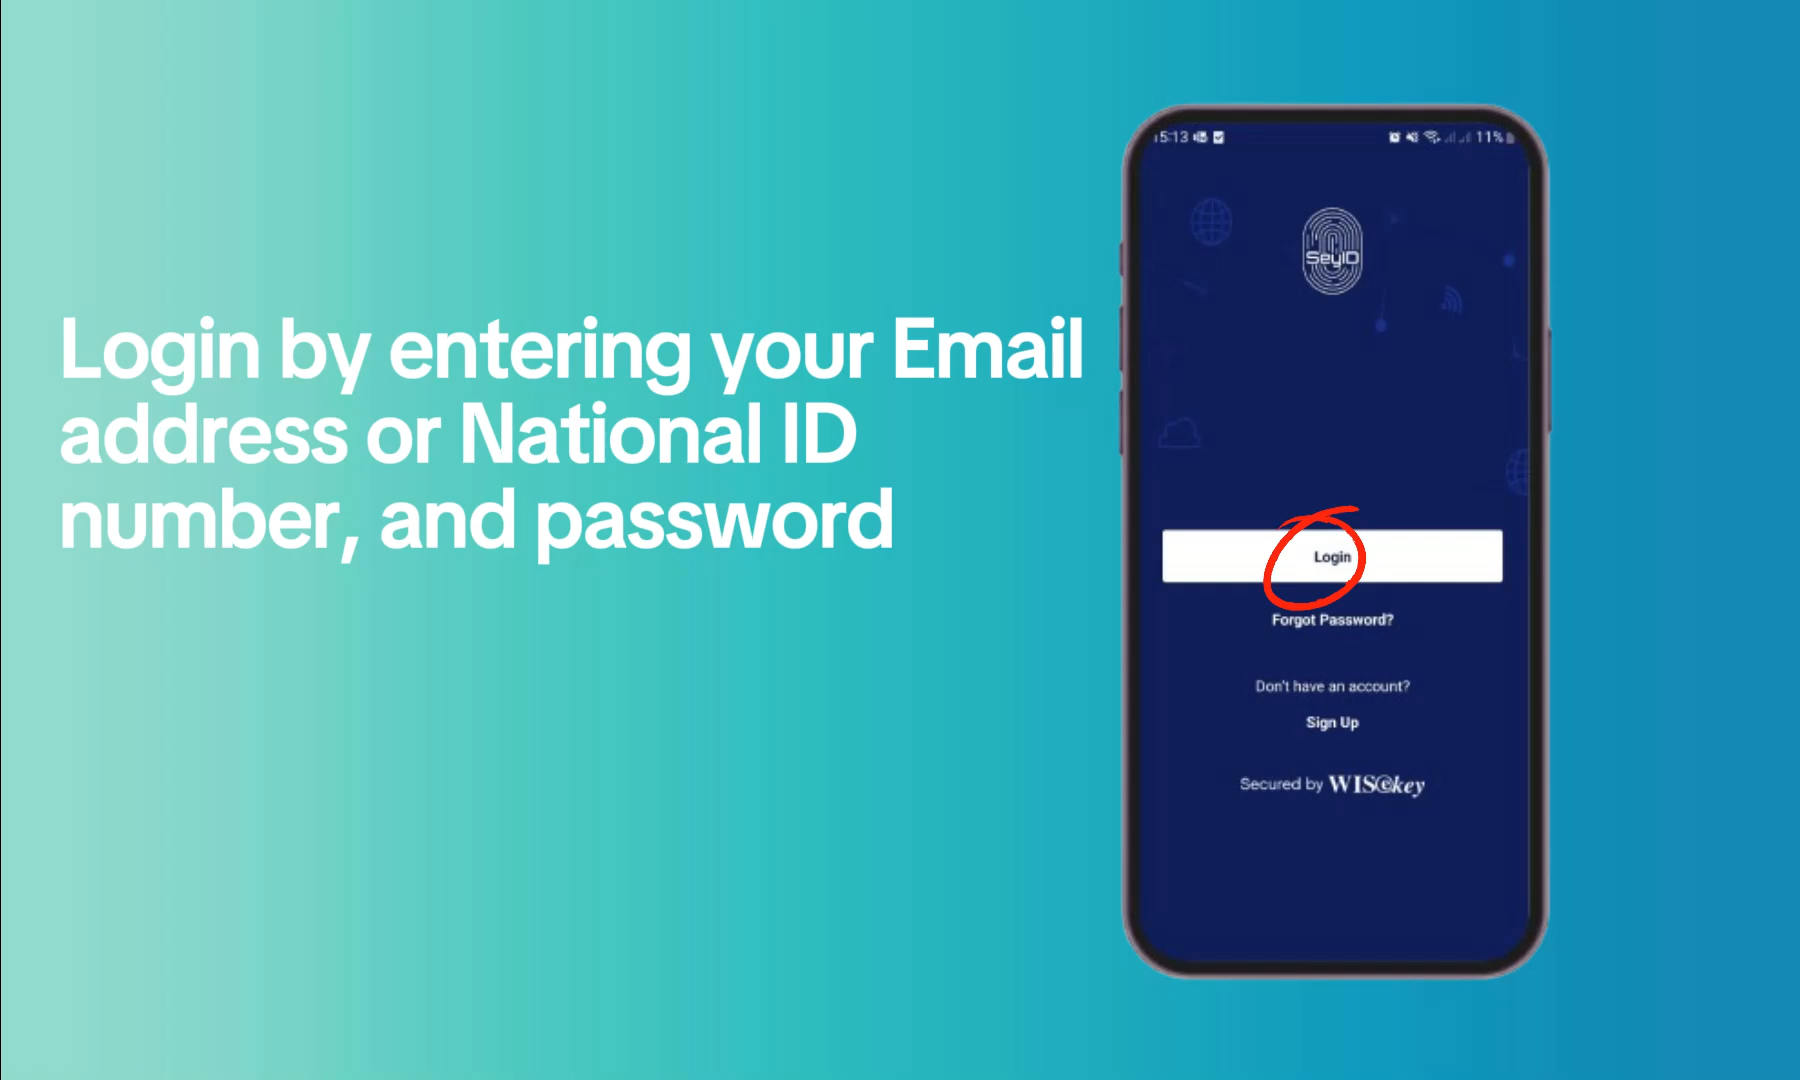 Login by entering your Email
address or National ID
number, and password
15:13
11%
SeyID
Login
Forgot Password?
Don't have an account?
Sign Up
Secured by WISekey